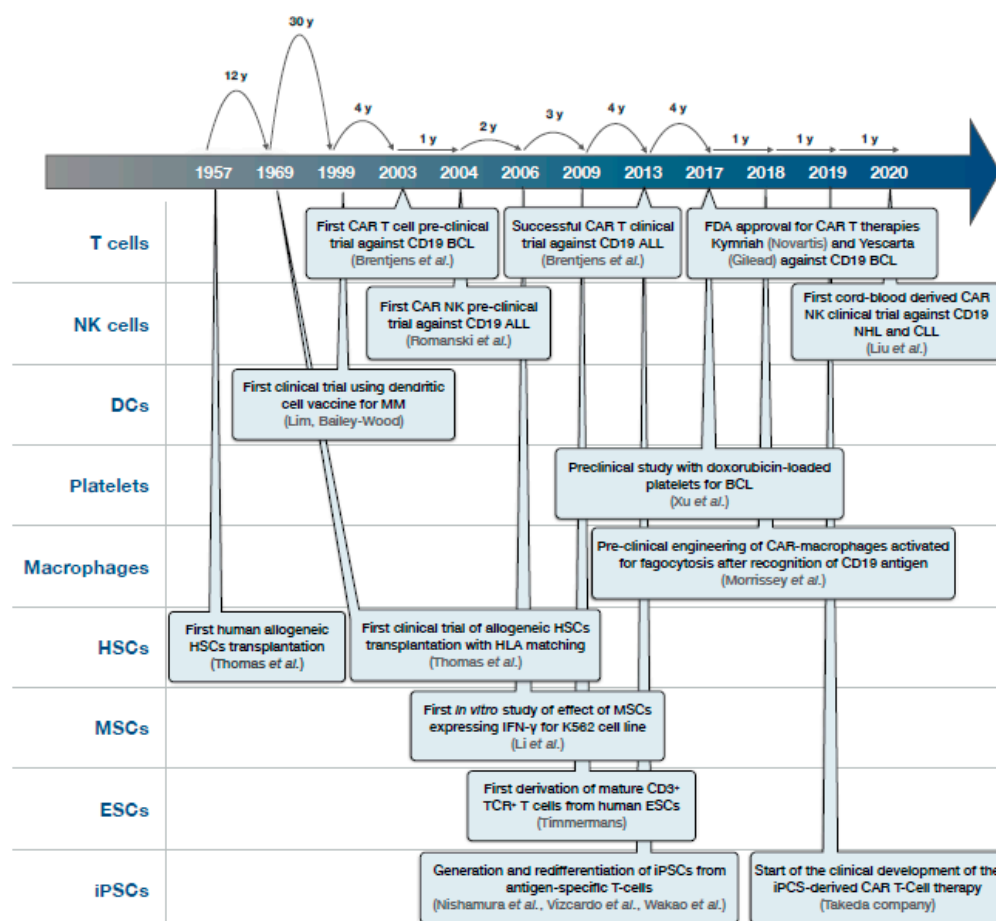 30 y
12 y
4 y
1 y
2 y
3 y
4 y
4 y
1 y
1 y
1 y
1957 1969 1999 2003 2004 2006 2009 2013 2017 2018 2019 2020
T cells
First CAR T cell pre-clinical
trial against CD19 BCL
(Brentjens et al.)
Successful CAR T clinical
trial against CD19 ALL
(Brentjens et al.)
FDA approval for CAR T therapies
Kymriah (Novartis) and Yescarta
(Gilead) against CD19 BCL
NK cells
First CAR NK pre-clinical
trial against CD19 ALL
(Romanski et al.)
First cord-blood derived CAR
NK clinical trial against CD19
NHL and CLL
(Liu et al.)
DCs
First clinical trial using dendritic
cell vaccine for MM
(Lim, Bailey-Wood)
Platelets
Preclinical study with doxorubicin-loaded
platelets for BCL
(Xu et al.)
Macrophages
Pre-clinical engineering of CAR-macrophages activated
for fagocytosis after recognition of CD19 antigen
(Morrissey et al.)
HSCs
First human allogeneic
HSCs transplantation
(Thomas et al.)
First clinical trial of allogeneic HSCs
transplantation with HLA matching
(Thomas et al.)
MSCs
First in vitro study of effect of MSCs
expressing IFN-γ for K562 cell line
(Li et al.)
ESCs
First derivation of mature CD3+
TCR+ T cells from human ESCs
(Timmermans)
iPSCs
Generation and redifferentiation of iPSCs from
antigen-specific T-cells
(Nishamura et al., Vizcardo et al., Wakao et al.)
Start of the clinical development of the
iPCS-derived CAR T-Cell therapy
(Takeda company)